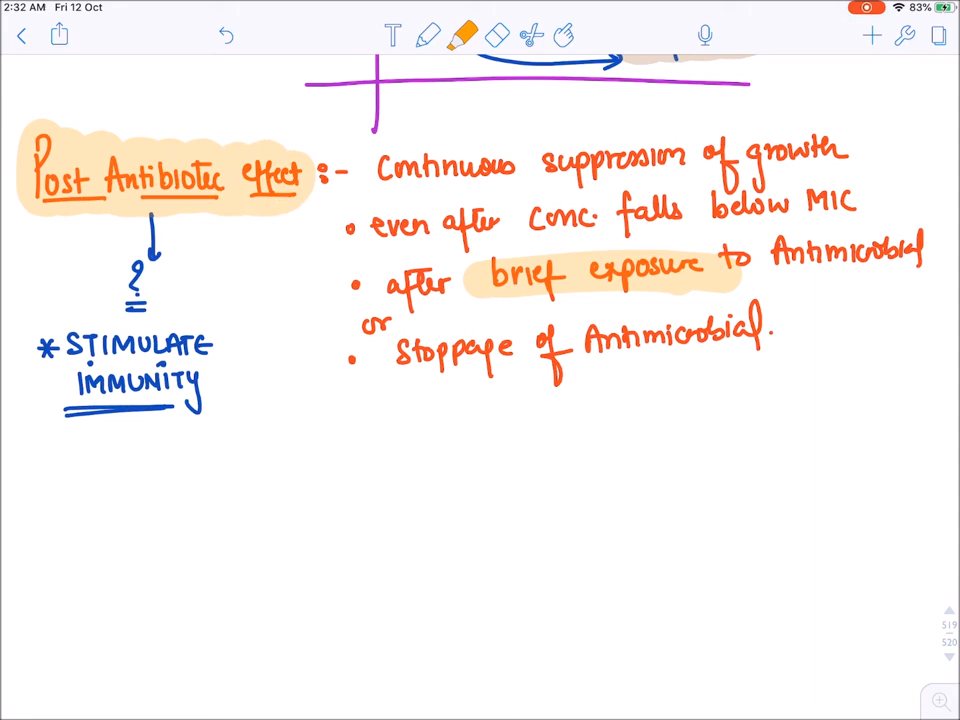 2:32 AM Fri 12 Oct
83%
T
Post Antibiotic effect :- Continuous suppression of growth
• even after Conc. falls below MIC
• after brief exposure to Antimicrobial
or
• Stoppage of Antimicrobial.
?
* STIMULATE
IMMUNITY
519
520